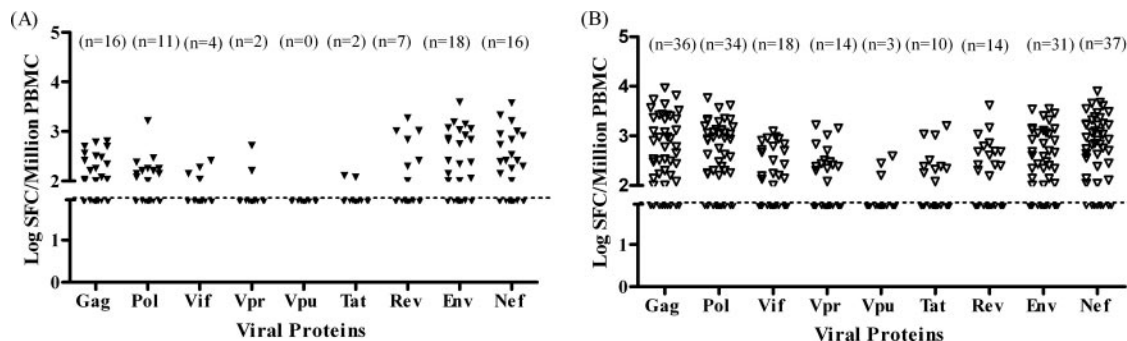 (A)
Log SFC/Million PBMC
5
4
3
2
1
0
(n=16) (n=11) (n=4) (n=2) (n=0) (n=2) (n=7) (n=18) (n=16)
Gag Pol Vif Vpr Vpu Tat Rev Env Nef
Viral Proteins
(B)
Log SFC/Million PBMC
5
4
3
2
1
0
(n=36) (n=34) (n=18) (n=14) (n=3) (n=10) (n=14) (n=31) (n=37)
Gag Pol Vif Vpr Vpu Tat Rev Env Nef
Viral Proteins